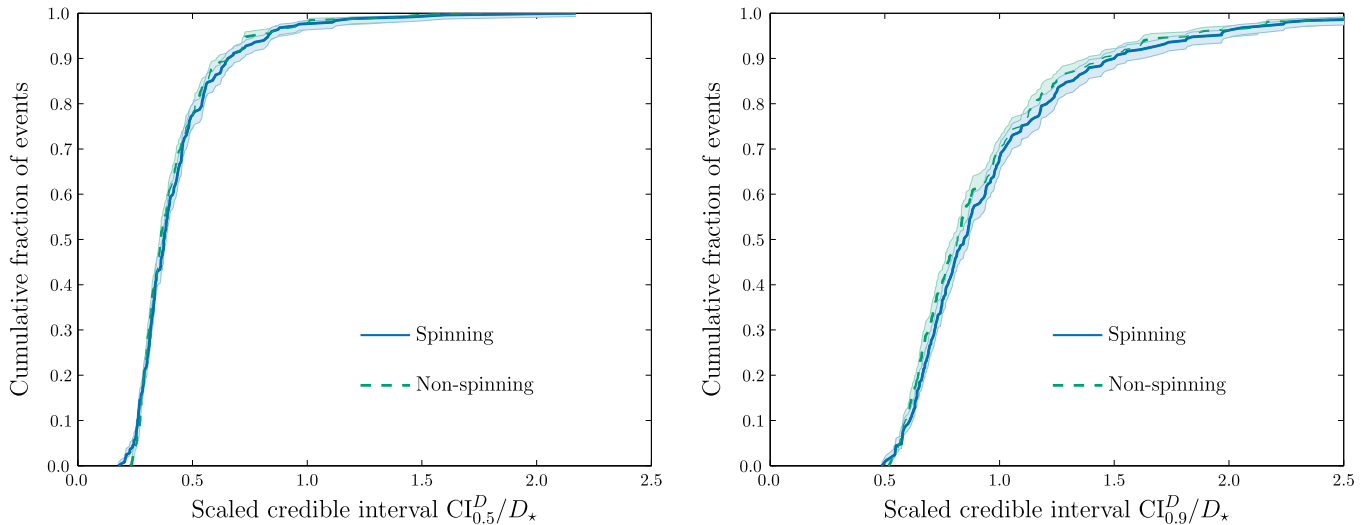 Cumulative fraction of events
1.0
0.9
0.8
0.7
0.6
0.5
0.4
0.3
0.2
0.1
0.0
Spinning
Non-spinning
0.0 0.5 1.0 1.5 2.0 2.5
Scaled credible interval CI^D_{0.5}/D_⋆
Cumulative fraction of events
1.0
0.9
0.8
0.7
0.6
0.5
0.4
0.3
0.2
0.1
0.0
Spinning
Non-spinning
0.0 0.5 1.0 1.5 2.0 2.5
Scaled credible interval CI^D_{0.9}/D_⋆